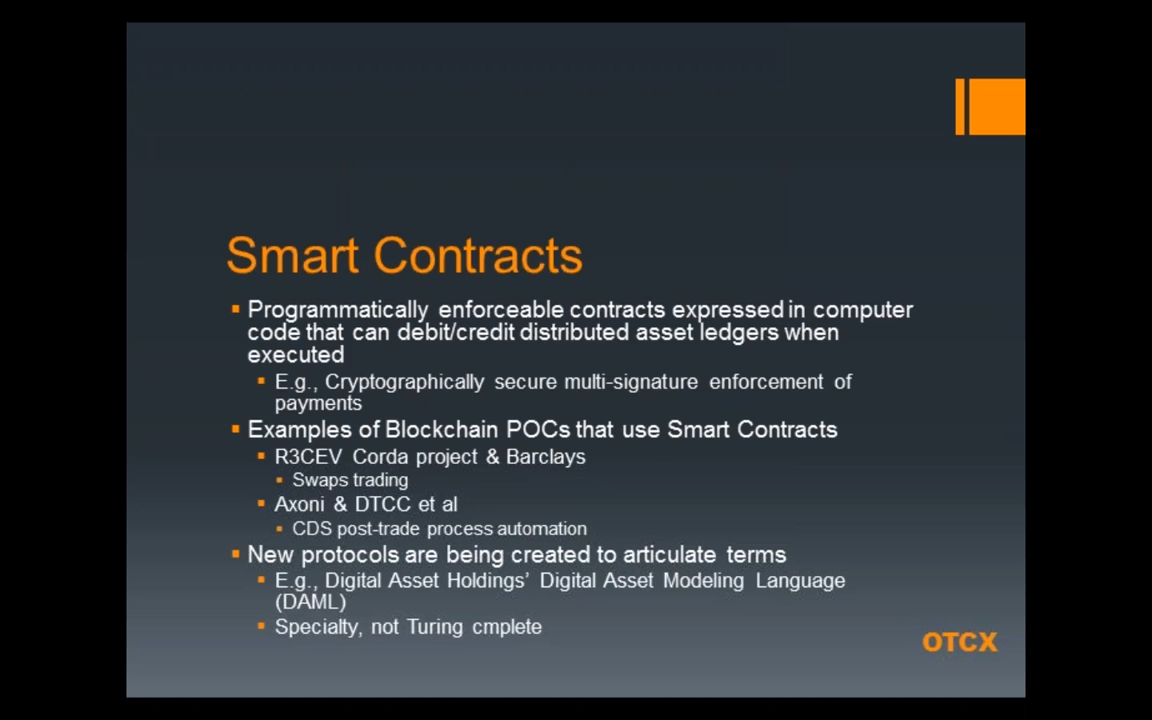 Smart Contracts
Programmatically enforceable contracts expressed in computer
code that can debit/credit distributed asset ledgers when
executed
E.g., Cryptographically secure multi-signature enforcement of
payments
Examples of Blockchain POCs that use Smart Contracts
R3CEV Corda project & Barclays
Swaps trading
Axoni & DTCC et al
CDS post-trade process automation
New protocols are being created to articulate terms
E.g., Digital Asset Holdings’ Digital Asset Modeling Language
(DAML)
Specialty, not Turing cmplete
OTCX